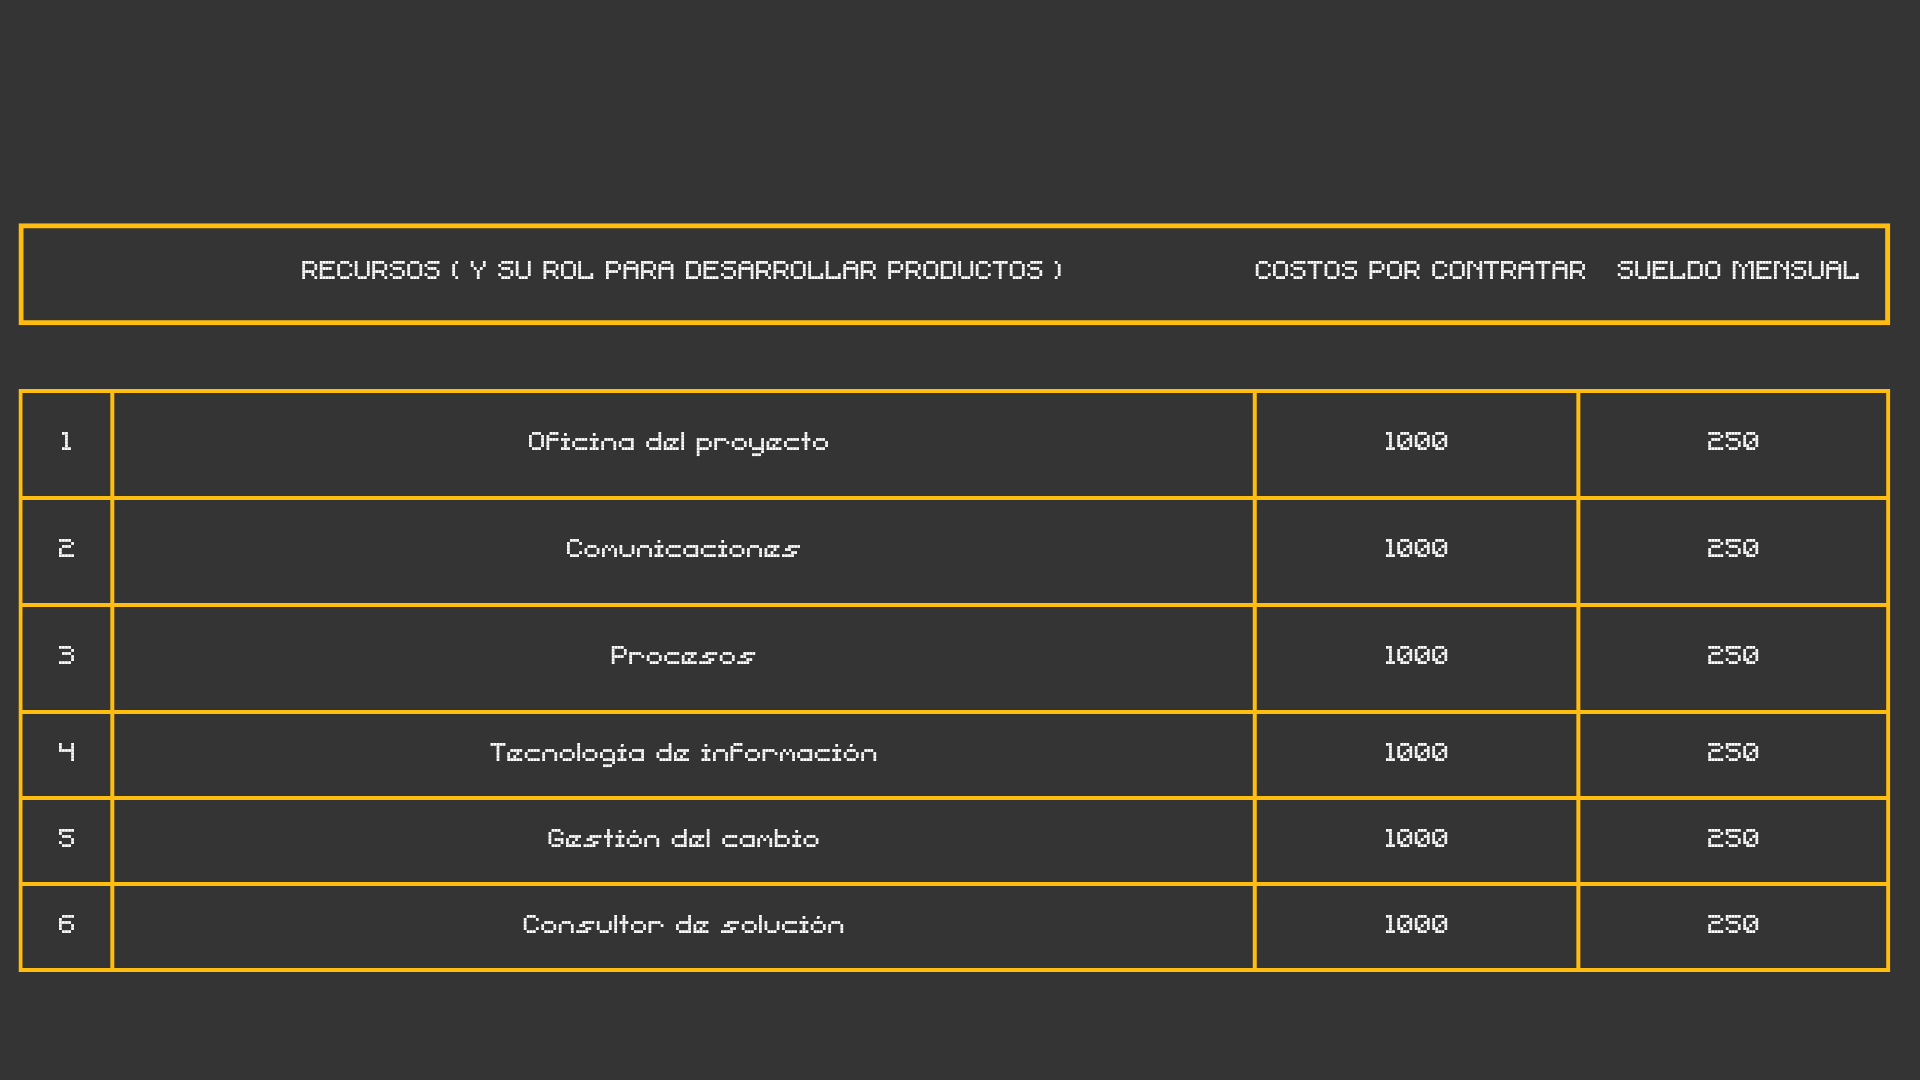 RECURSOS ( Y SU ROL PARA DESARROLLAR PRODUCTOS ) COSTOS POR CONTRATAR SUELDO MENSUAL
1 Oficina del proyecto 1000 250
2 Comunicaciones 1000 250
3 Procesos 1000 250
4 Tecnología de información 1000 250
5 Gestión del cambio 1000 250
6 Consultor de solución 1000 250